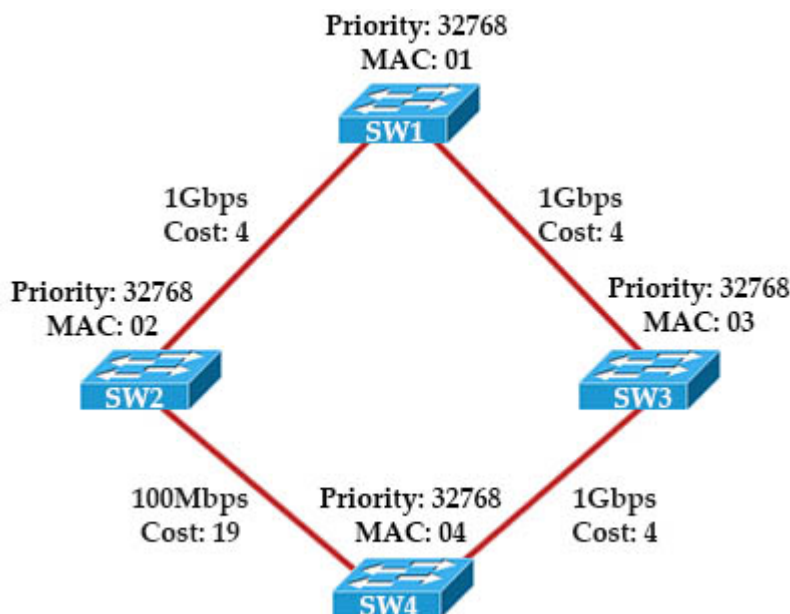 Priority: 32768
MAC: 01
SW1
1Gbps
Cost: 4
1Gbps
Cost: 4
Priority: 32768
MAC: 02
SW2
Priority: 32768
MAC: 03
SW3
100Mbps
Cost: 19
Priority: 32768
MAC: 04
1Gbps
Cost: 4
SW4